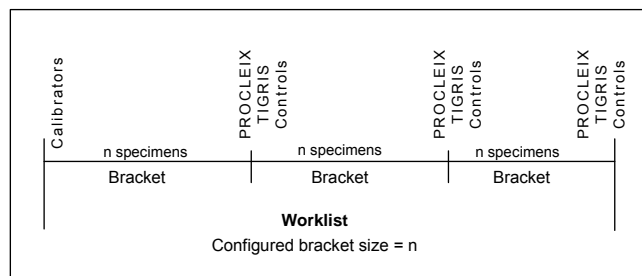 Calibrators
PROCLEIX
TIGRIS
Controls
PROCLEIX
TIGRIS
Controls
PROCLEIX
TIGRIS
Controls
n specimens
n specimens
n specimens
Bracket
Bracket
Bracket
Worklist
Configured bracket size = n